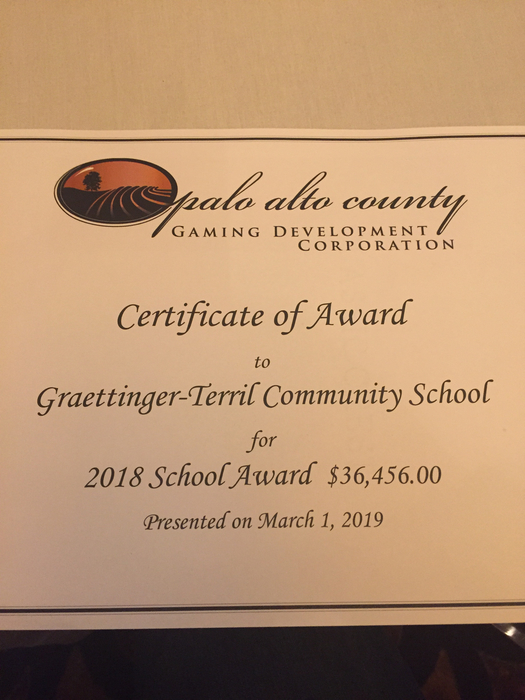 palo alto county
GAMING DEVELOPMENT
CORPORATION
Certificate of Award
to
Graettinger-Terril Community School
for
2018 School Award $36,456.00
Presented on March 1, 2019